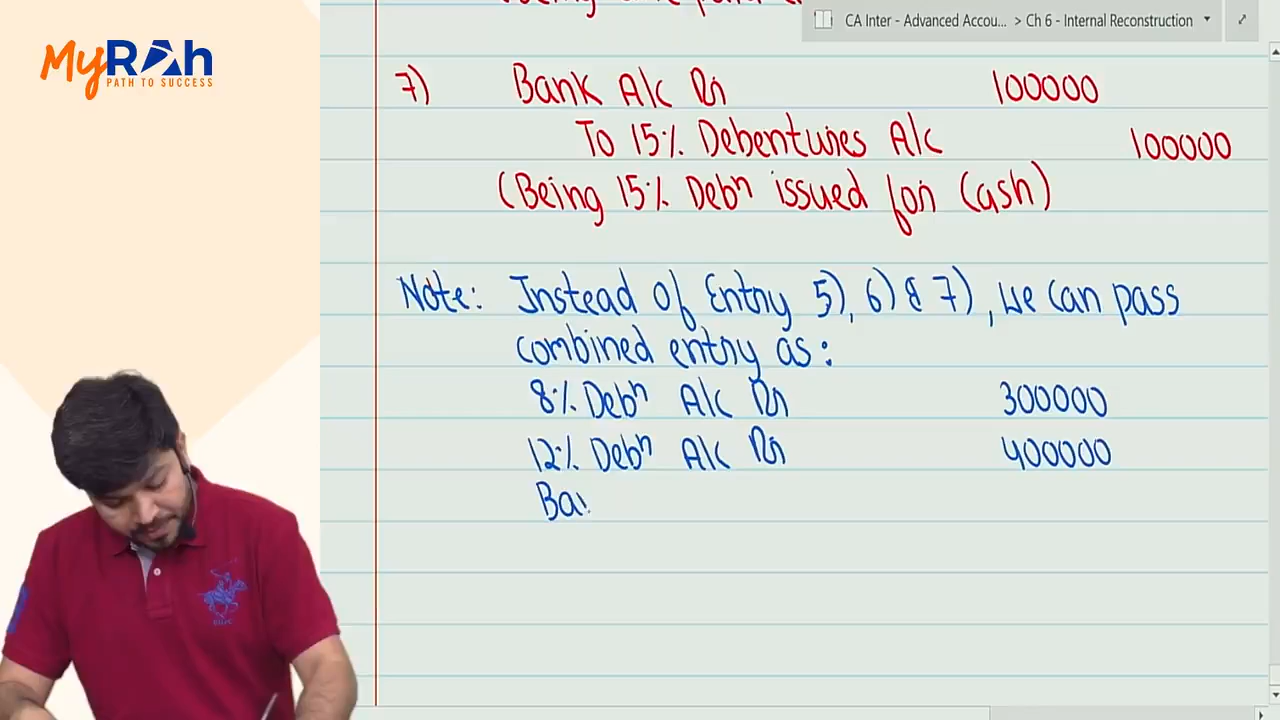 CA Inter - Advanced Accou... > Ch 6 - Internal Reconstruction
MyRAh
PATH TO SUCCESS
7) Bank A/c Dr 100000
To 15% Debentures A/c 100000
(Being 15% Debn issued for Cash)
Note: Instead Of Entry 5), 6) & 7), we can pass
combined entry as:
8% Debn A/c Dr 300000
12% Debn A/c Dr 400000
Ba